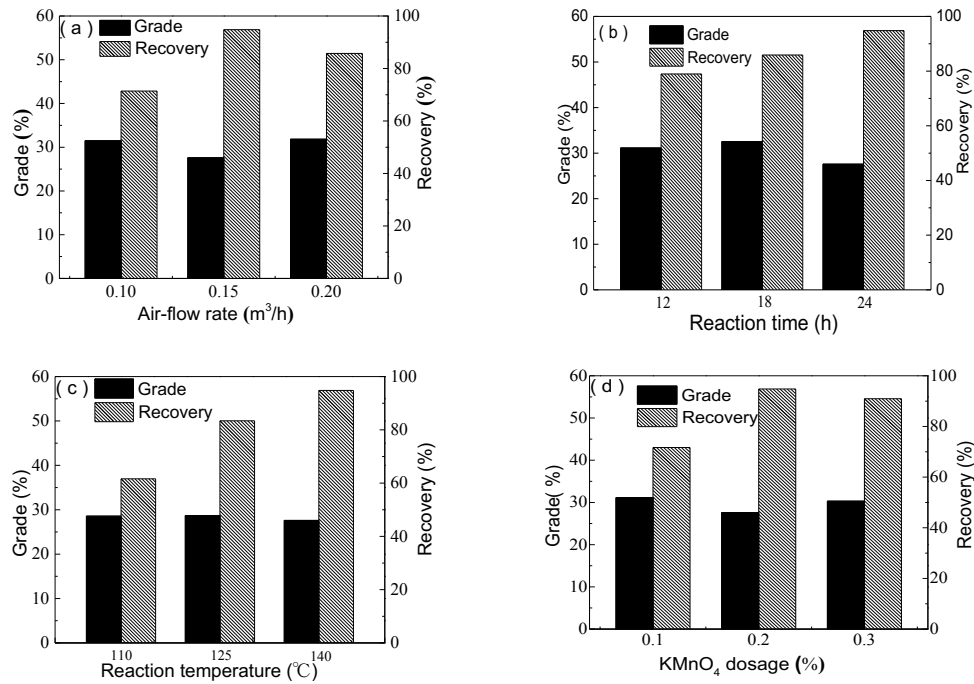 ( a )
Grade
Recovery
60
50
40
30
20
10
0
100
80
60
40
20
0
Grade (%)
Recovery (%)
0.10 0.15 0.20
Air-flow rate (m³/h)
( b )
Grade
Recovery
60
50
40
30
20
10
0
100
80
60
40
20
0
Grade (%)
Recovery (%)
12 18 24
Reaction time (h)
( c )
Grade
Recovery
60
50
40
30
20
10
0
100
80
60
40
20
0
Grade (%)
Recovery (%)
110 125 140
Reaction temperature (℃)
( d )
Grade
Recovery
60
50
40
30
20
10
0
100
80
60
40
20
0
Grade( %)
Recovery (%)
0.1 0.2 0.3
KMnO₄ dosage (%)